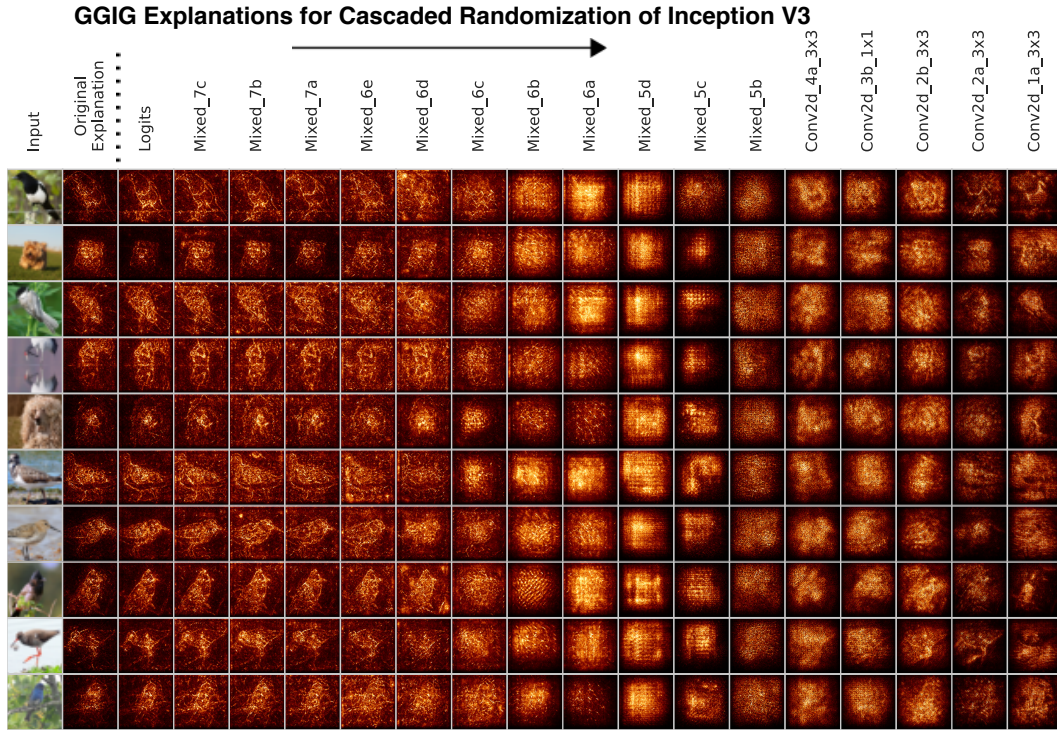 GGIG Explanations for Cascaded Randomization of Inception V3
Input
Original
Explanation
Logits
Mixed_7c
Mixed_7b
Mixed_7a
Mixed_6e
Mixed_6d
Mixed_6c
Mixed_6b
Mixed_6a
Mixed_5d
Mixed_5c
Mixed_5b
Conv2d_4a_3x3
Conv2d_3b_1x1
Conv2d_2b_3x3
Conv2d_2a_3x3
Conv2d_1a_3x3